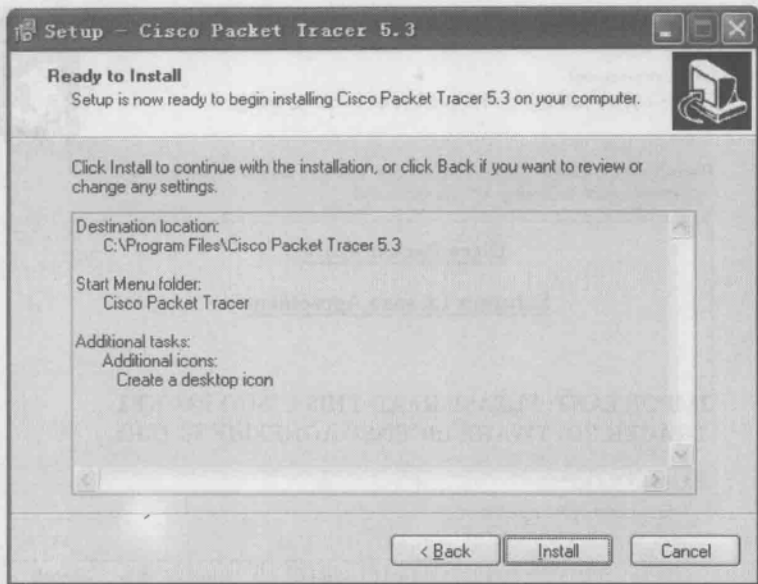 Setup - Cisco Packet Tracer 5.3
Ready to Install
Setup is now ready to begin installing Cisco Packet Tracer 5.3 on your computer.
Click Install to continue with the installation, or click Back if you want to review or
change any settings.
Destination location:
C:\Program Files\Cisco Packet Tracer 5.3
Start Menu folder:
Cisco Packet Tracer
Additional tasks:
Additional icons:
Create a desktop icon
< Back
Install
Cancel